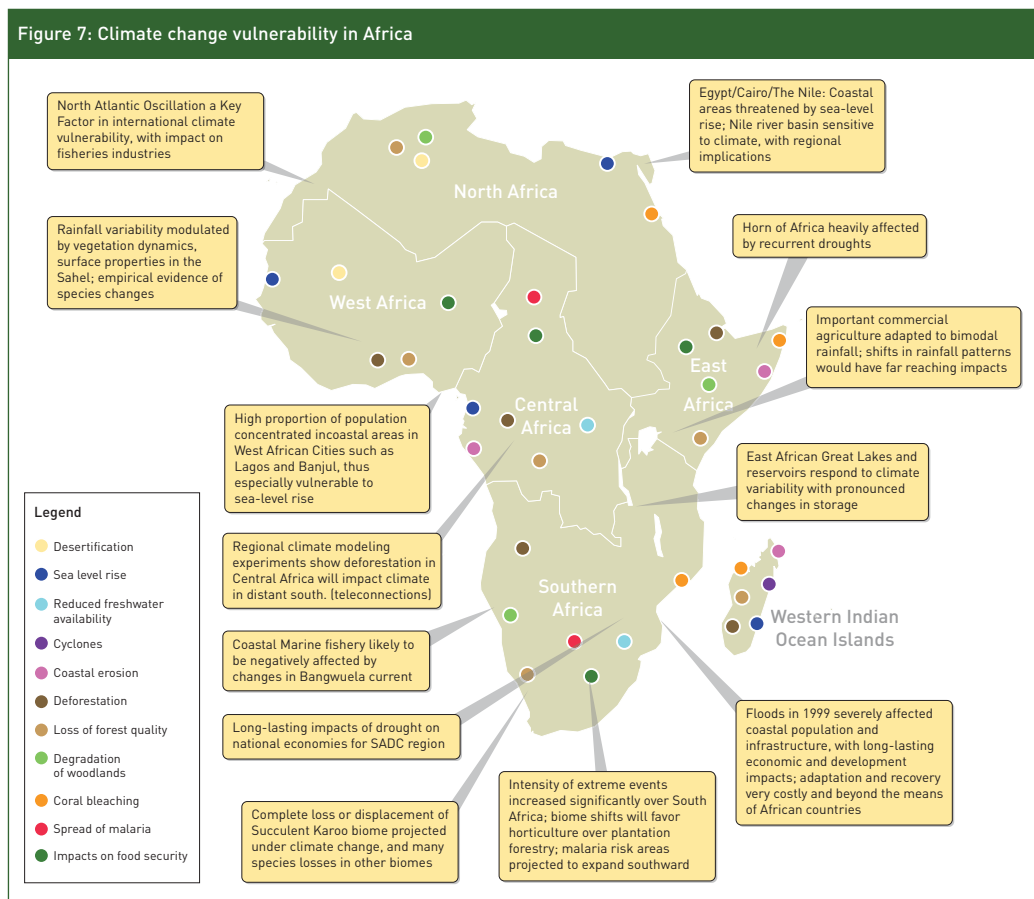 Figure 7: Climate change vulnerability in Africa
North Atlantic Oscillation a Key
Factor in international climate
vulnerability, with impact on
fisheries industries
Egypt/Cairo/The Nile: Coastal
areas threatened by sea-level
rise; Nile river basin sensitive
to climate, with regional
implications
North Africa
Rainfall variability modulated
by vegetation dynamics,
surface properties in the
Sahel; empirical evidence of
species changes
Horn of Africa heavily affected
by recurrent droughts
West Africa
Important commercial
agriculture adapted to bimodal
rainfall; shifts in rainfall patterns
would have far reaching impacts
East
Africa
Central
Africa
High proportion of population
concentrated incoastal areas in
West African Cities such as
Lagos and Banjul, thus
especially vulnerable to
sea-level rise
East African Great Lakes and
reservoirs respond to climate
variability with pronounced
changes in storage
Regional climate modeling
experiments show deforestation in
Central Africa will impact climate
in distant south. (teleconnections)
Southern
Africa
Western Indian
Ocean Islands
Coastal Marine fishery likely to
be negatively affected by
changes in Bangwuela current
Long-lasting impacts of drought on
national economies for SADC region
Floods in 1999 severely affected
coastal population and
infrastructure, with long-lasting
economic and development
impacts; adaptation and recovery
very costly and beyond the means
of African countries
Intensity of extreme events
increased significantly over South
Africa; biome shifts will favor
horticulture over plantation
forestry; malaria risk areas
projected to expand southward
Complete loss or displacement of
Succulent Karoo biome projected
under climate change, and many
species losses in other biomes
Legend
Desertification
Sea level rise
Reduced freshwater
availability
Cyclones
Coastal erosion
Deforestation
Loss of forest quality
Degradation
of woodlands
Coral bleaching
Spread of malaria
Impacts on food security